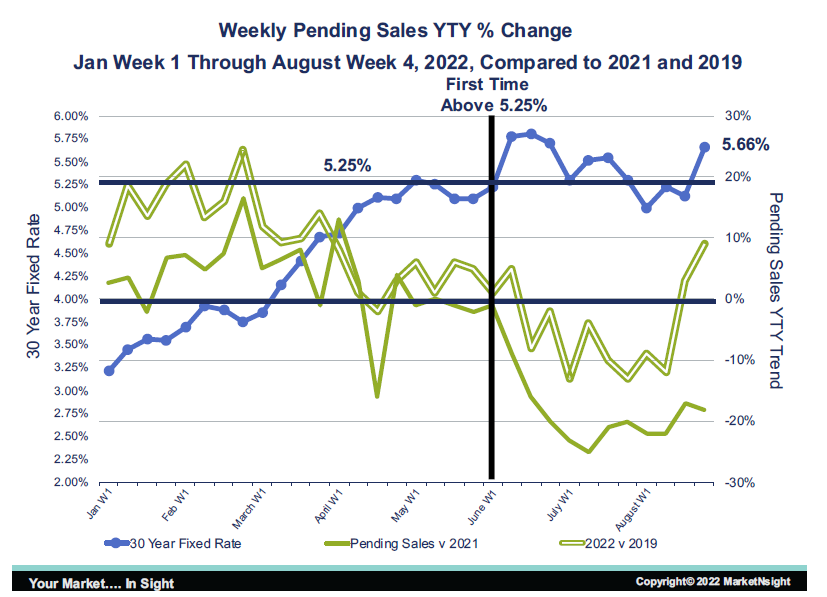 Weekly Pending Sales YTY % Change
Jan Week 1 Through August Week 4, 2022, Compared to 2021 and 2019
First Time
Above 5.25%
6.00%
5.75%
5.50%
5.25%
5.00%
4.75%
4.50%
4.25%
4.00%
3.75%
3.50%
3.25%
3.00%
2.75%
2.50%
2.25%
2.00%
30 Year Fixed Rate
5.25%
5.66%
30%
20%
10%
0%
-10%
-20%
-30%
Pending Sales YTY Trend
Jan W1
Feb W1
March W1
April W1
May W1
June W1
July W1
August W1
30 Year Fixed Rate
Pending Sales v 2021
2022 v 2019
Your Market.... In Sight
Copyright© 2022 MarketNsight